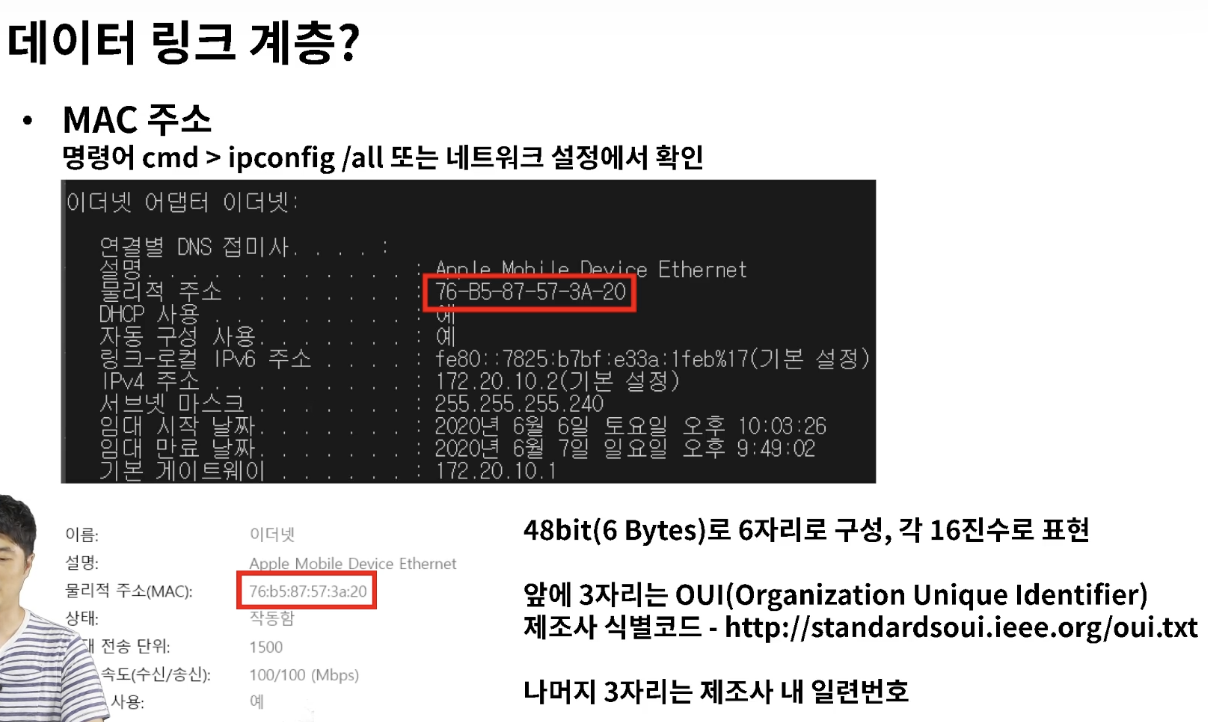 데이터 링크 계층?
• MAC 주소
명령어 cmd > ipconfig /all 또는 네트워크 설정에서 확인
이더넷 어댑터 이더넷:
연결별 DNS 접미사. . . . :
설명. . . . . . . . . . . . : Apple Mobile Device Ethernet
물리적 주소 . . . . . . . . : 76-B5-87-57-3A-20
DHCP 사용 . . . . . . . . . : 예
자동 구성 사용. . . . . . . : 예
링크-로컬 IPv6 주소 . . . . : fe80::7825:b7bf:e33a:1feb%17(기본 설정)
IPv4 주소 . . . . . . . . . : 172.20.10.2(기본 설정)
서브넷 마스크 . . . . . . . : 255.255.255.240
임대 시작 날짜. . . . . . . : 2020년 6월 6일 토요일 오후 10:03:26
임대 만료 날짜. . . . . . . : 2020년 6월 7일 일요일 오후 9:49:02
기본 게이트웨이 . . . . . . : 172.20.10.1
이름: 이더넷
설명: Apple Mobile Device Ethernet
물리적 주소(MAC): 76:b5:87:57:3a:20
상태: 작동함
전송 단위: 1500
속도(수신/송신): 100/100 (Mbps)
사용: 예
48bit(6 Bytes)로 6자리로 구성, 각 16진수로 표현
앞에 3자리는 OUI(Organization Unique Identifier)
제조사 식별코드 - http://standardsoui.ieee.org/oui.txt
나머지 3자리는 제조사 내 일련번호